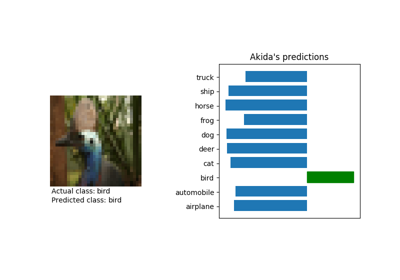 Akida's predictions
truck
ship
horse
frog
dog
deer
cat
bird
automobile
airplane
Actual class: bird
Predicted class: bird